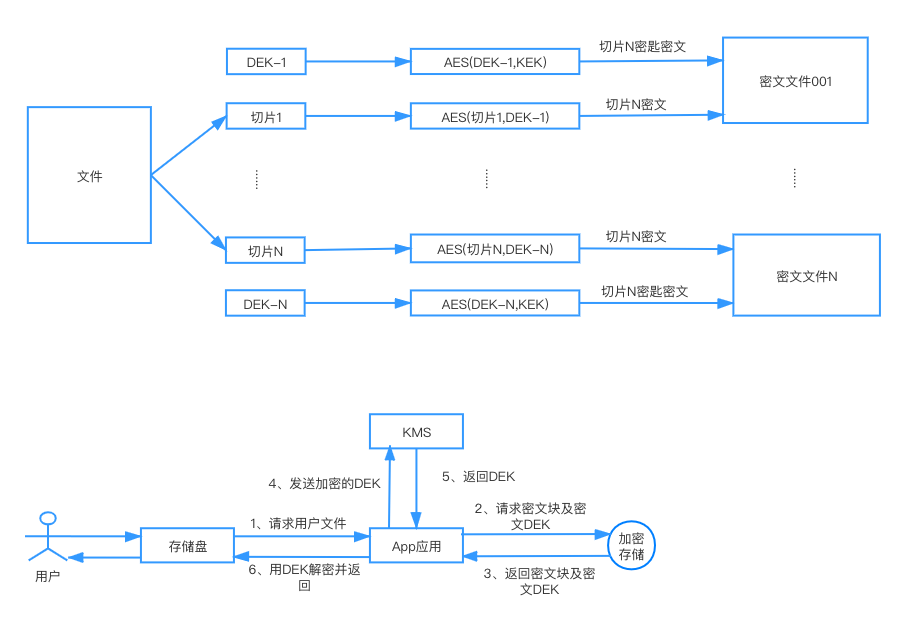 DEK-1
AES(DEK-1,KEK)
切片N密匙密文
密文文件001
切片1
AES(切片1,DEK-1)
切片N密文
文件
切片N
AES(切片N,DEK-N)
切片N密文
密文文件N
DEK-N
AES(DEK-N,KEK)
切片N密匙密文
KMS
4、发送加密的DEK
5、返回DEK
用户
存储盘
1、请求用户文件
6、用DEK解密并返
回
App应用
2、请求密文块及密
文DEK
3、返回密文块及密
文DEK
加密
存储